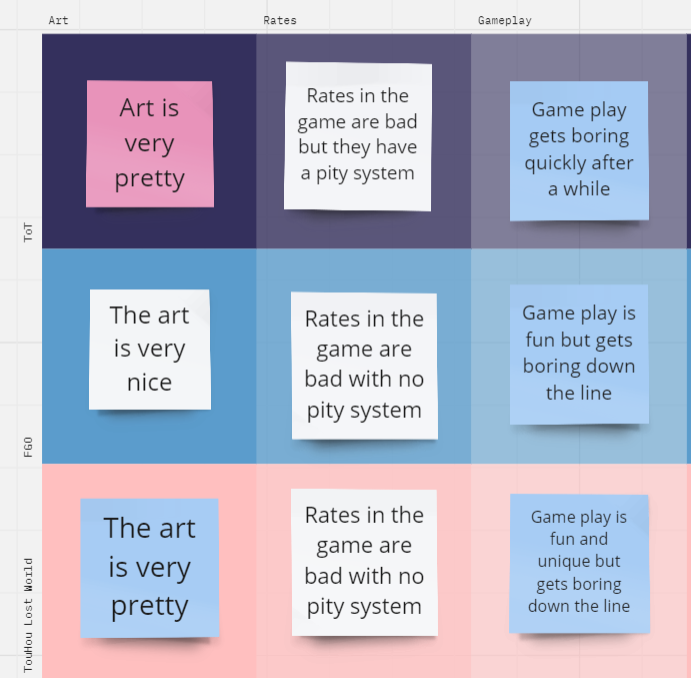 Art
Rates
Gameplay
ToT
Art is
very
pretty
Rates in the
game are bad
but they have
a pity system
Game play
gets boring
quickly after
a while
FGO
The art
is very
nice
Rates in the
game are
bad with no
pity system
Game play is
fun but gets
boring down
the line
TouHou Lost World
The art
is very
pretty
Rates in the
game are
bad with no
pity system
Game play is
fun and
unique but
gets boring
down the line